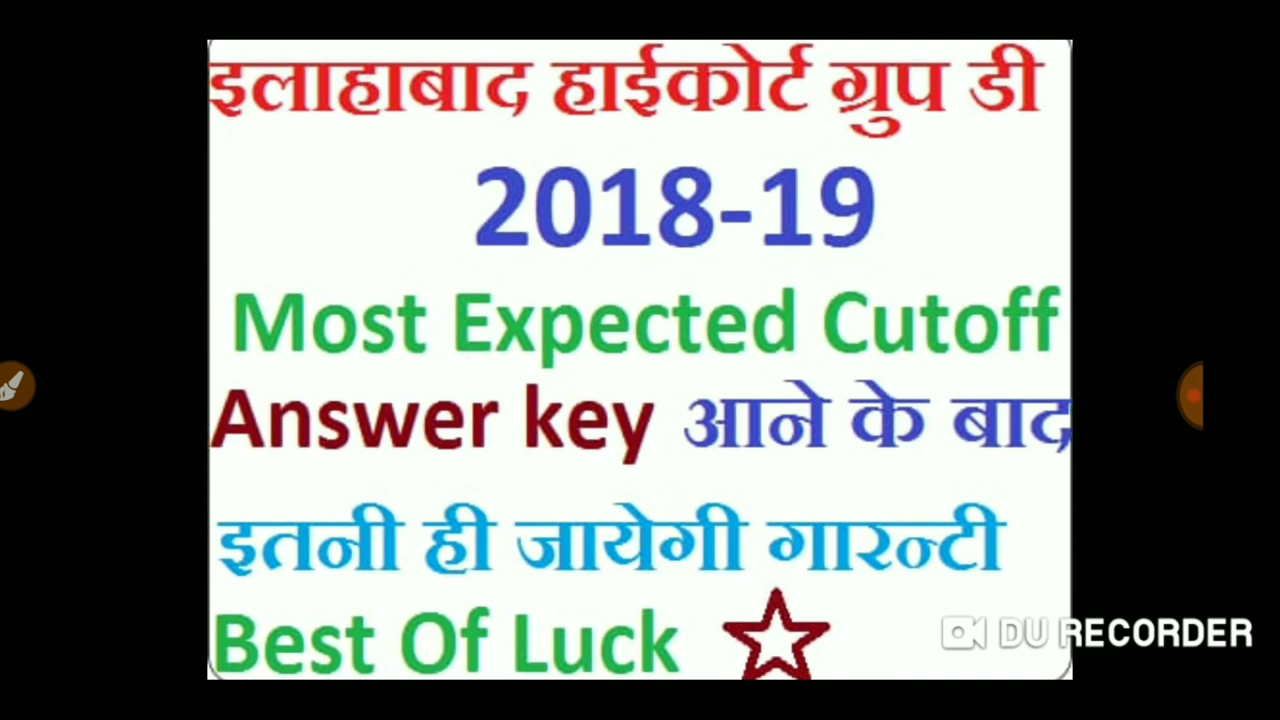 इलाहाबाद हाईकोर्ट ग्रुप डी
2018-19
Most Expected Cutoff
Answer key आने के बाद
इतनी ही जायेगी गारन्टी
Best Of Luck
DU RECORDER